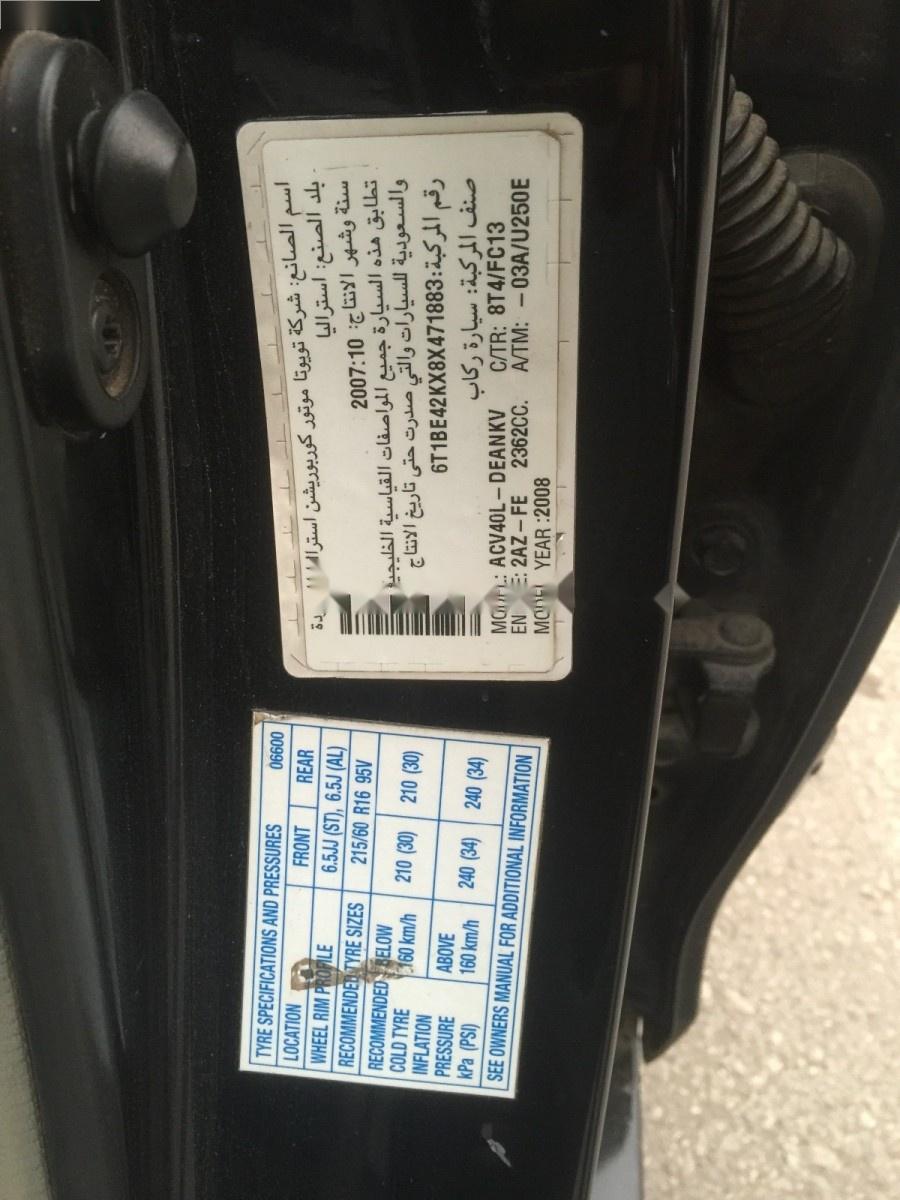 اسم الصانع: شركة تويوتا موتور كوربوريشن
بلد الصنع: استراليا
سنة وشهر الانتاج: 2007:10
تطابق هذه السيارة جميع المواصفات القياسية الخليجية
والسعودية للسيارات والتي صدرت حتى تاريخ الانتاج
رقم المركبة: 6T1BE42KX8X471883
صنف المركبة: سيارة ركاب
MODEL: ACV40L-DEANKV C/TR: 8T4/FC13
2AZ-FE 2362CC. A/TM: -03A/U250E
MODEL YEAR :2008
TYRE SPECIFICATIONS AND PRESSURES 06600
LOCATION FRONT REAR
WHEEL RIM PROFILE 6.5JJ (ST), 6.5J (AL)
RECOMMENDED TYRE SIZES 215/60 R16 95V
RECOMMENDED COLD TYRE INFLATION PRESSURE kPa (PSI)
BELOW 160 km/h 210 (30) 210 (30)
ABOVE 160 km/h 240 (34) 240 (34)
SEE OWNERS MANUAL FOR ADDITIONAL INFORMATION